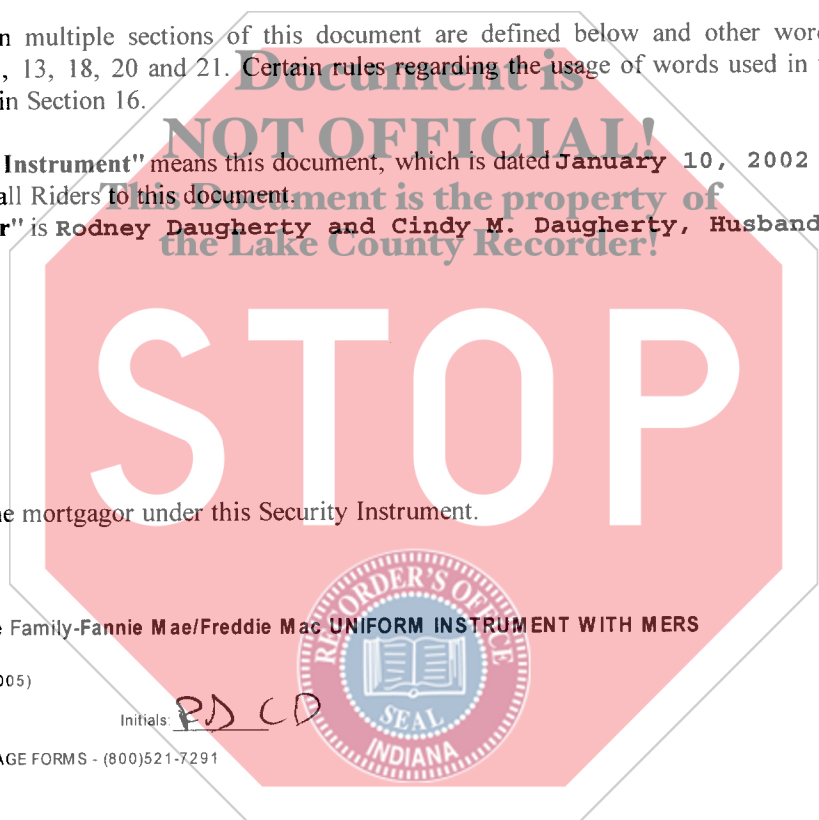 n multiple sections of this document are defined below and other wor
, 13, 18, 20 and 21. Certain rules regarding the usage of words used in
in Section 16.
Document is
NOT OFFICIAL!
This Document is the property of
the Lake County Recorder!
Instrument" means this document, which is dated January 10, 2002
all Riders to this document.
r" is Rodney Daugherty and Cindy M. Daugherty, Husband
STOP
e mortgagor under this Security Instrument.
Family-Fannie Mae/Freddie Mac UNIFORM INSTRUMENT WITH MERS
005)
Initials: RD CD
AGE FORMS - (800)521-7291
RECORDER'S OFFICE
SEAL
INDIANA